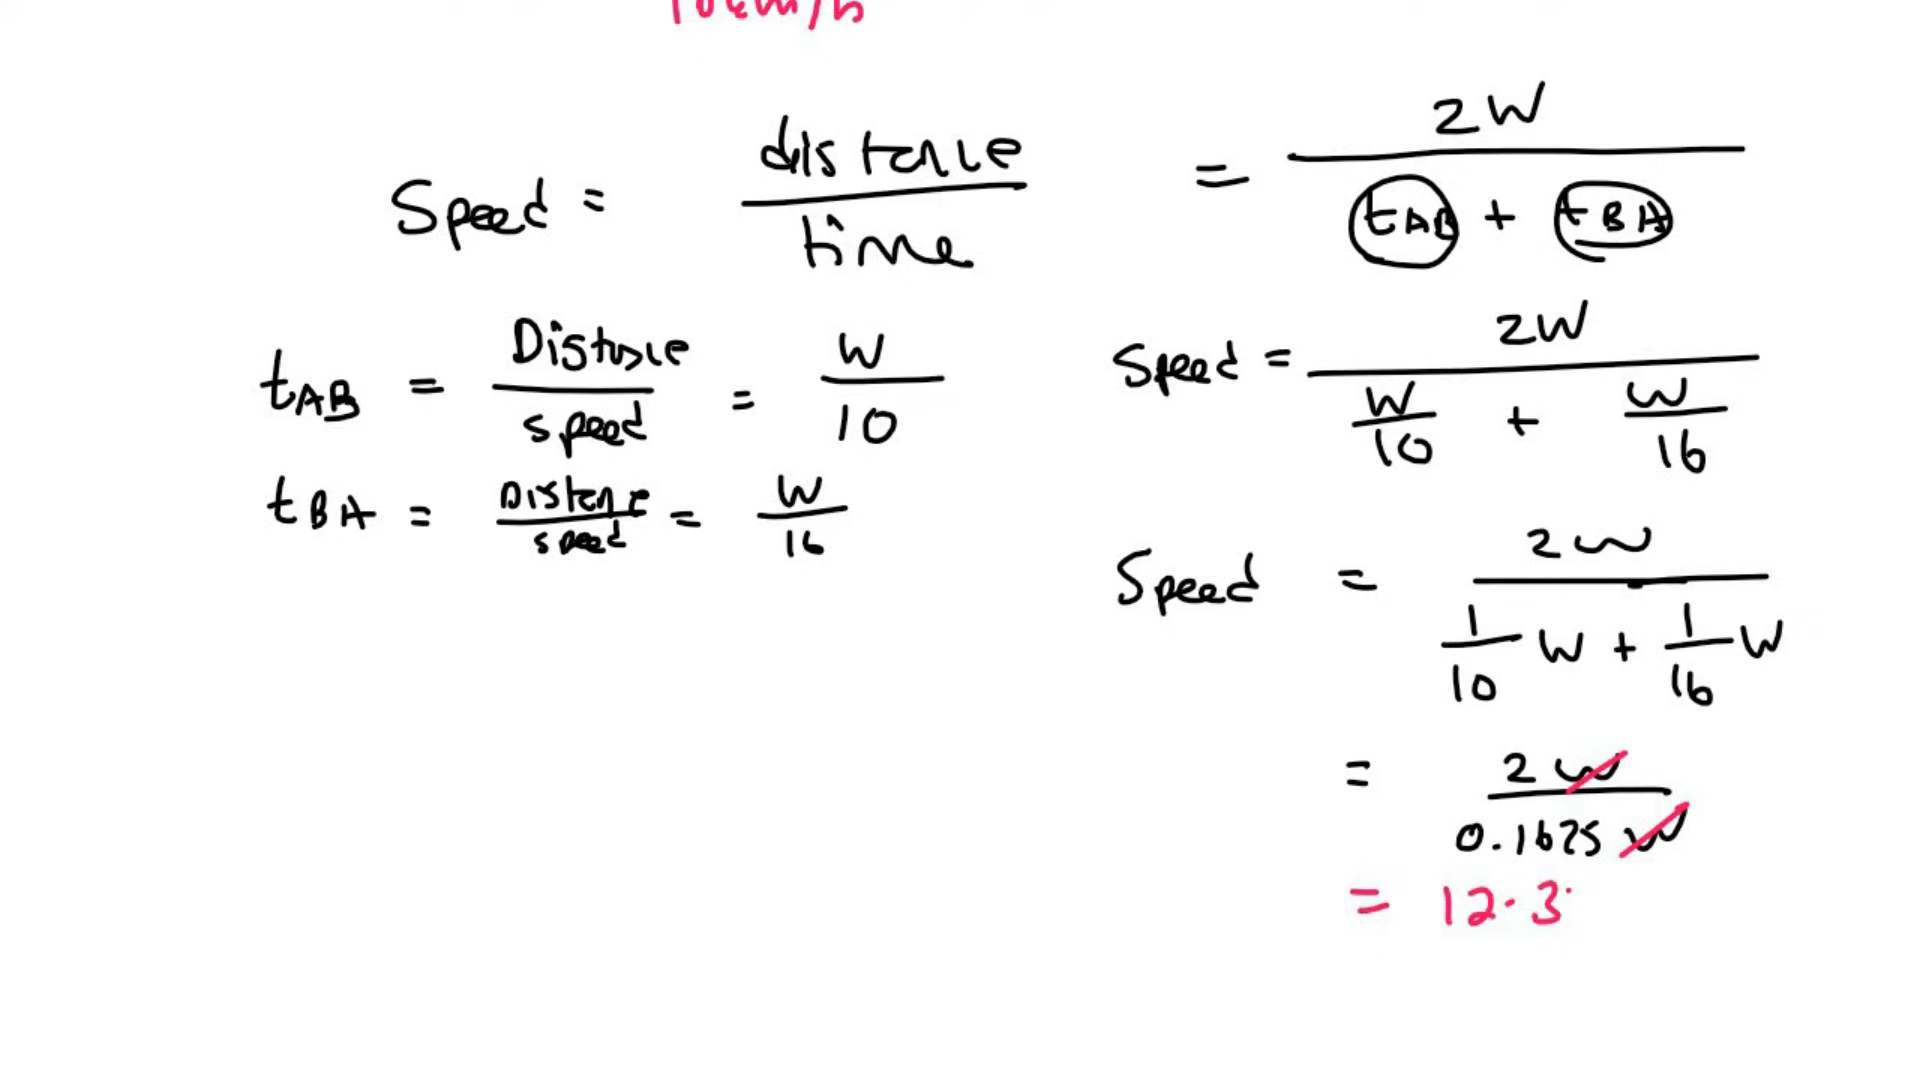 10km/h
Speed = distance / time = 2W / tAB + tBA
tAB = Distance / speed = W / 10
Speed = 2W / W/10 + W/16
tBA = Distance / speed = W / 16
Speed = 2W / 1/10 W + 1/16 W
= 2W / 0.1625 W
= 12.3